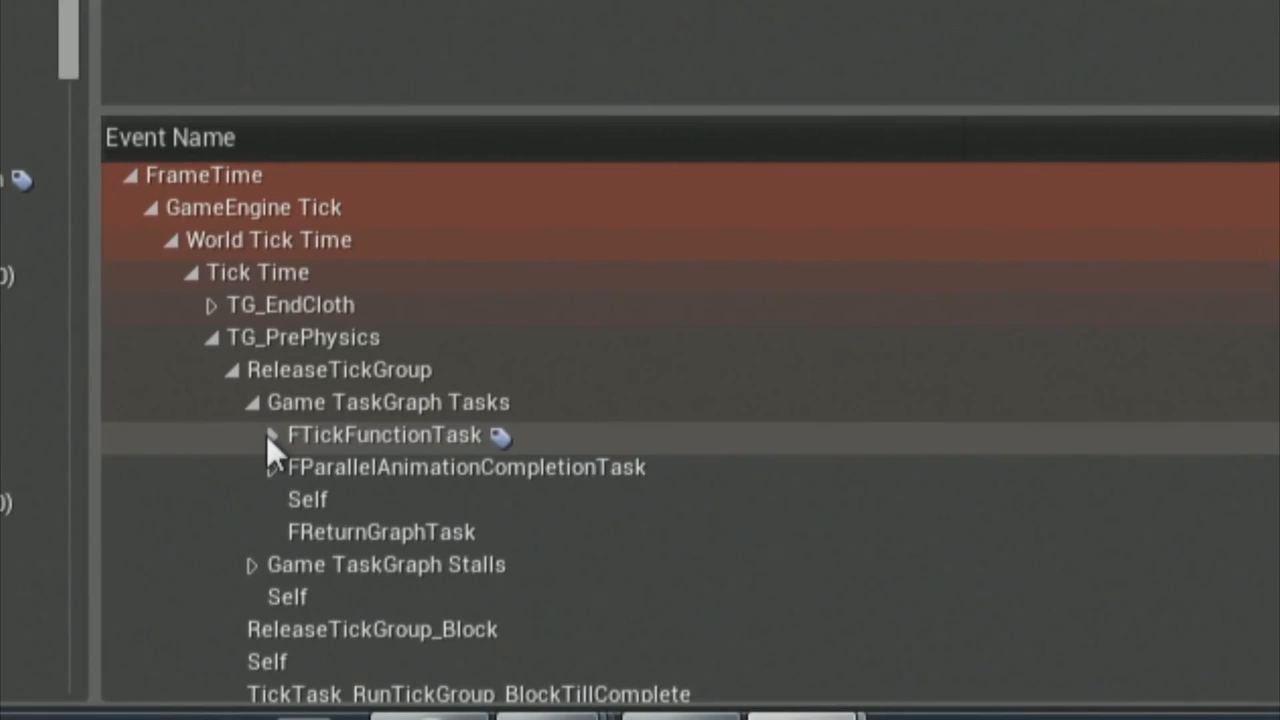 Event Name
FrameTime
GameEngine Tick
World Tick Time
Tick Time
TG_EndCloth
TG_PrePhysics
ReleaseTickGroup
Game TaskGraph Tasks
FTickFunctionTask
FParallelAnimationCompletionTask
Self
FReturnGraphTask
Game TaskGraph Stalls
Self
ReleaseTickGroup_Block
Self
TickTask_RunTickGroup_BlockTillComplete